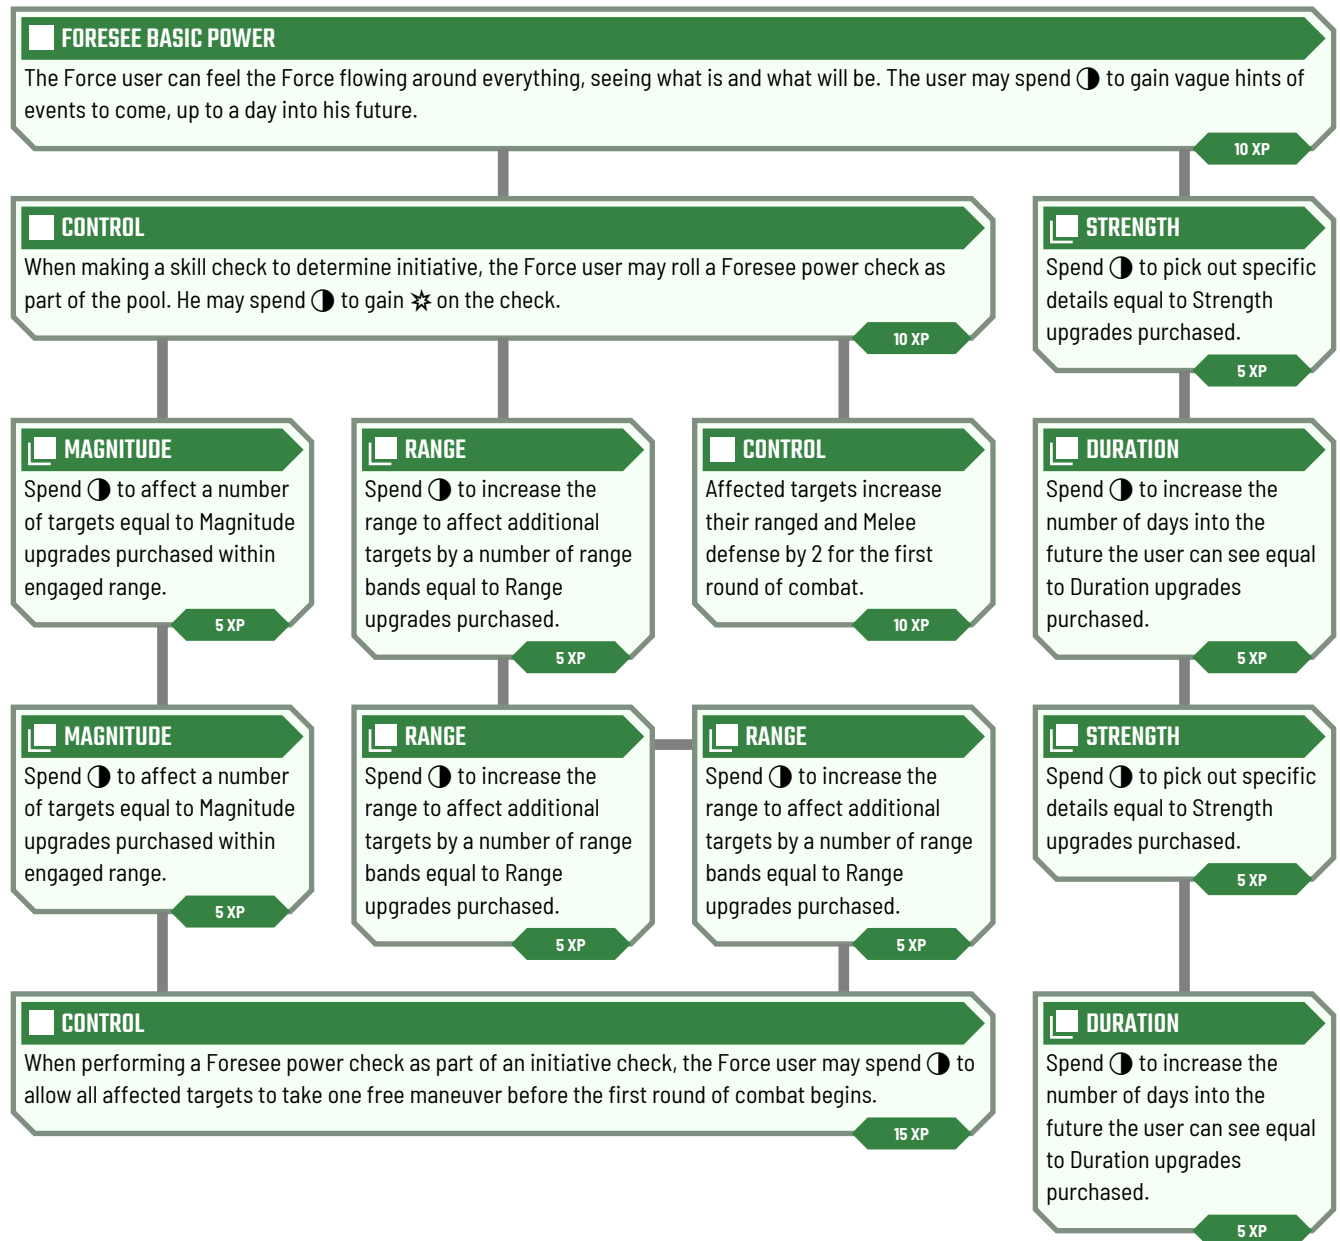 FORESEE BASIC POWER
The Force user can feel the Force flowing around everything, seeing what is and what will be. The user may spend ◑ to gain vague hints of
events to come, up to a day into his future.
10 XP
CONTROL
When making a skill check to determine initiative, the Force user may roll a Foresee power check as
part of the pool. He may spend ◑ to gain ✷ on the check.
10 XP
STRENGTH
Spend ◑ to pick out specific
details equal to Strength
upgrades purchased.
5 XP
MAGNITUDE
Spend ◑ to affect a number
of targets equal to Magnitude
upgrades purchased within
engaged range.
5 XP
RANGE
Spend ◑ to increase the
range to affect additional
targets by a number of range
bands equal to Range
upgrades purchased.
5 XP
CONTROL
Affected targets increase
their ranged and Melee
defense by 2 for the first
round of combat.
10 XP
DURATION
Spend ◑ to increase the
number of days into the
future the user can see equal
to Duration upgrades
purchased.
5 XP
MAGNITUDE
Spend ◑ to affect a number
of targets equal to Magnitude
upgrades purchased within
engaged range.
5 XP
RANGE
Spend ◑ to increase the
range to affect additional
targets by a number of range
bands equal to Range
upgrades purchased.
5 XP
RANGE
Spend ◑ to increase the
range to affect additional
targets by a number of range
bands equal to Range
upgrades purchased.
5 XP
STRENGTH
Spend ◑ to pick out specific
details equal to Strength
upgrades purchased.
5 XP
CONTROL
When performing a Foresee power check as part of an initiative check, the Force user may spend ◑ to
allow all affected targets to take one free maneuver before the first round of combat begins.
15 XP
DURATION
Spend ◑ to increase the
number of days into the
future the user can see equal
to Duration upgrades
purchased.
5 XP